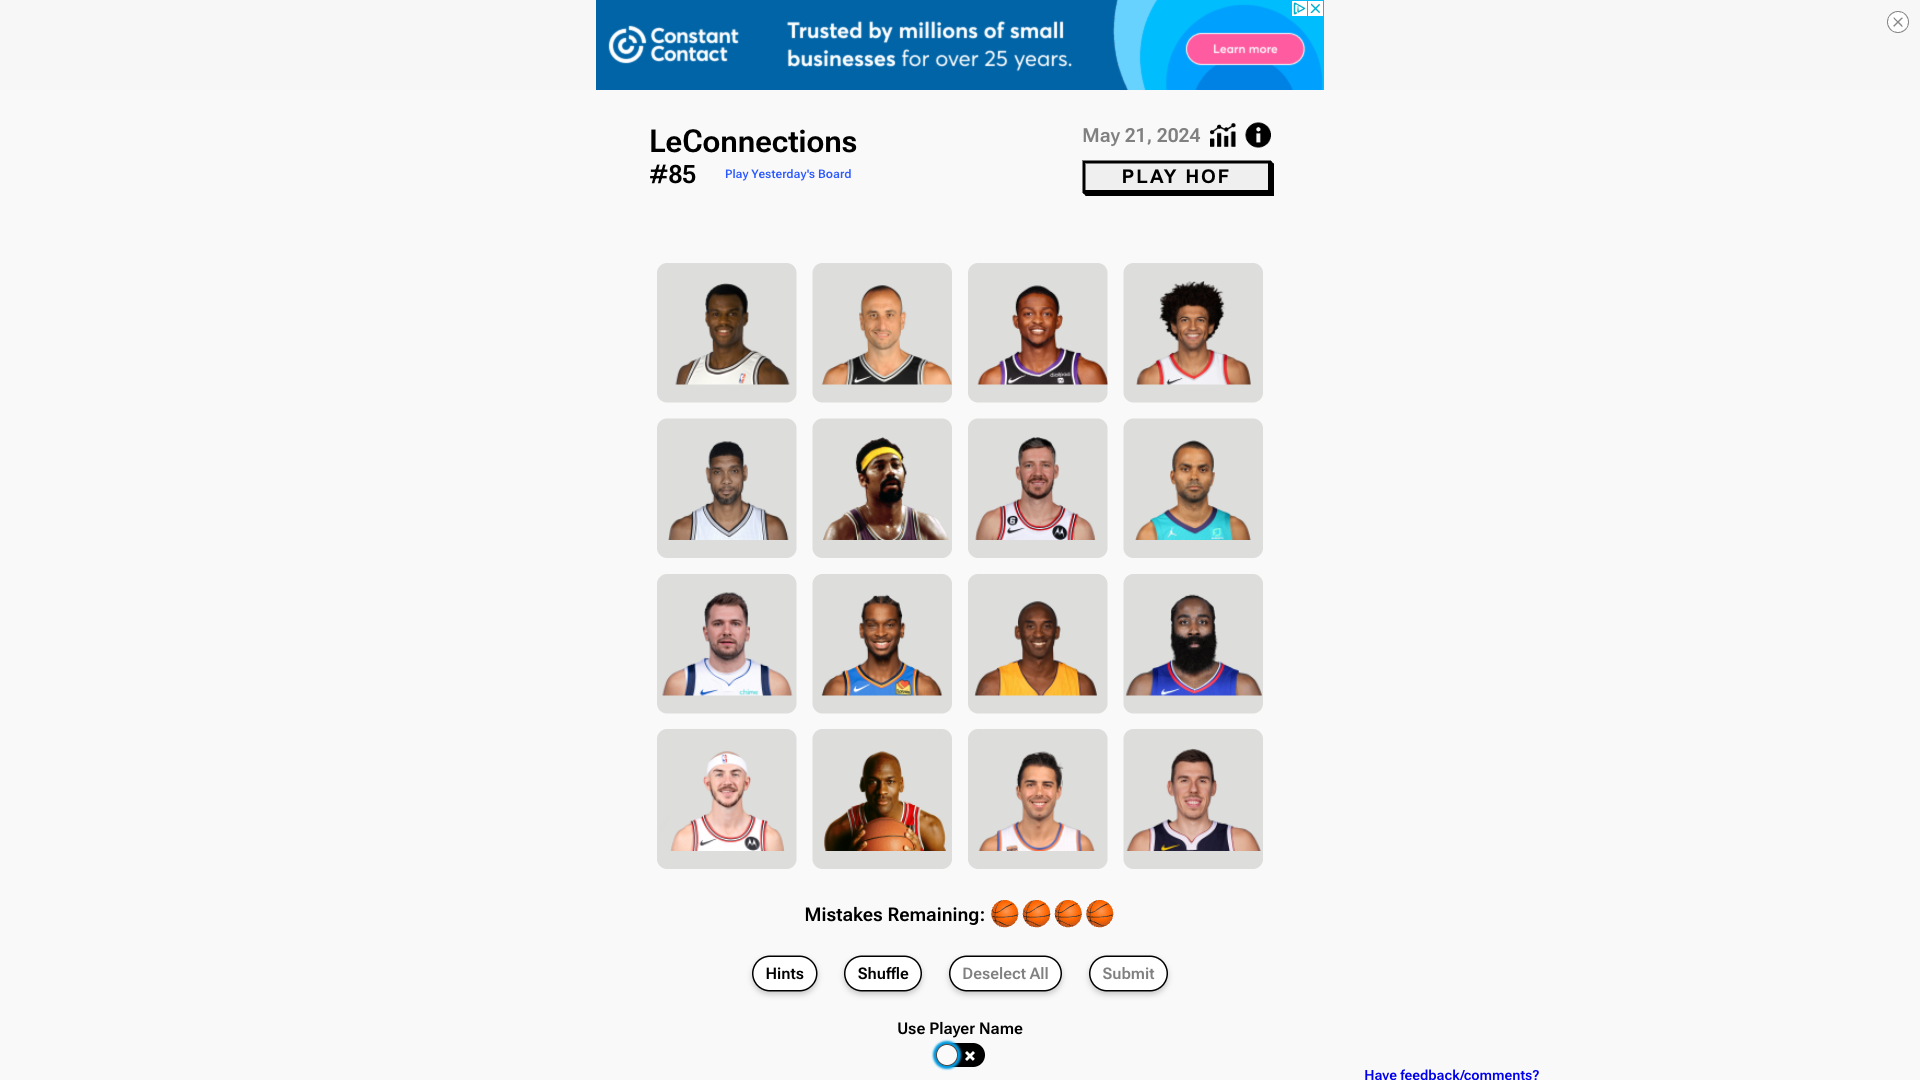 Constant
Contact
Trusted by millions of small
businesses for over 25 years.
Learn more
LeConnections
#85
Play Yesterday's Board
May 21, 2024
PLAY HOF
Mistakes Remaining:
Hints
Shuffle
Deselect All
Submit
Use Player Name
Have feedback/comments?